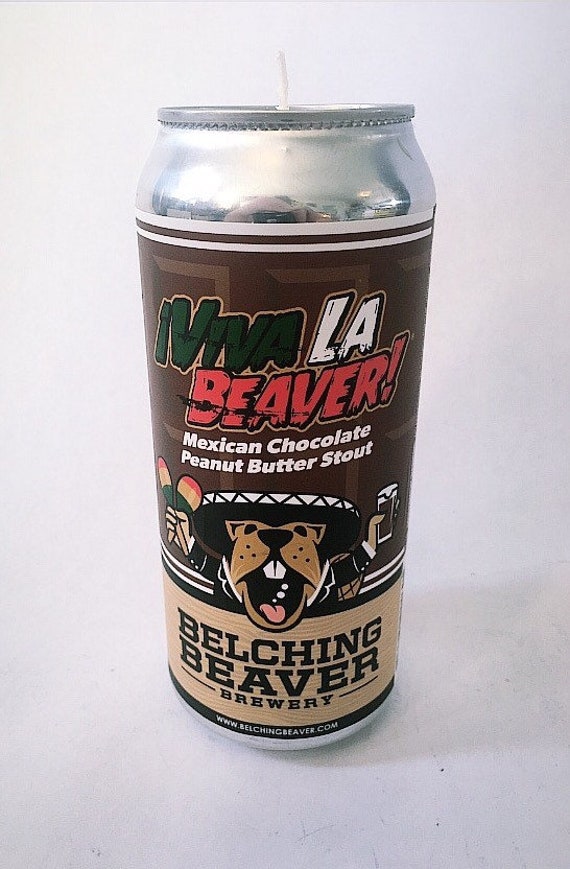 ¡VIVA LA
BEAVER!
Mexican Chocolate
Peanut Butter Stout
BELCHING
BEAVER
BREWERY
WWW.BELCHINGBEAVER.COM